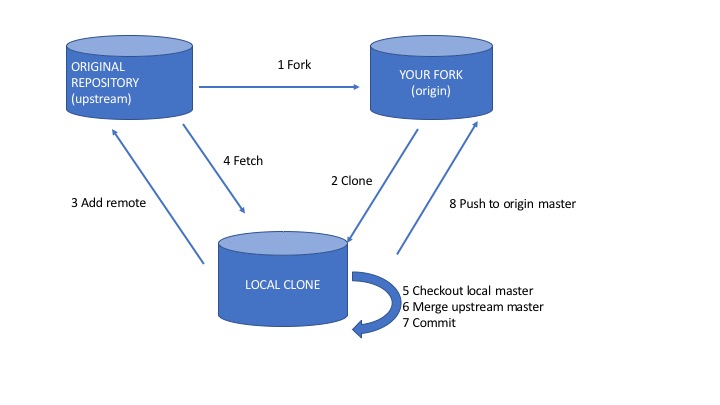 1 Fork
ORIGINAL
REPOSITORY
(upstream)
YOUR FORK
(origin)
4 Fetch
2 Clone
3 Add remote
8 Push to origin master
LOCAL CLONE
5 Checkout local master
6 Merge upstream master
7 Commit